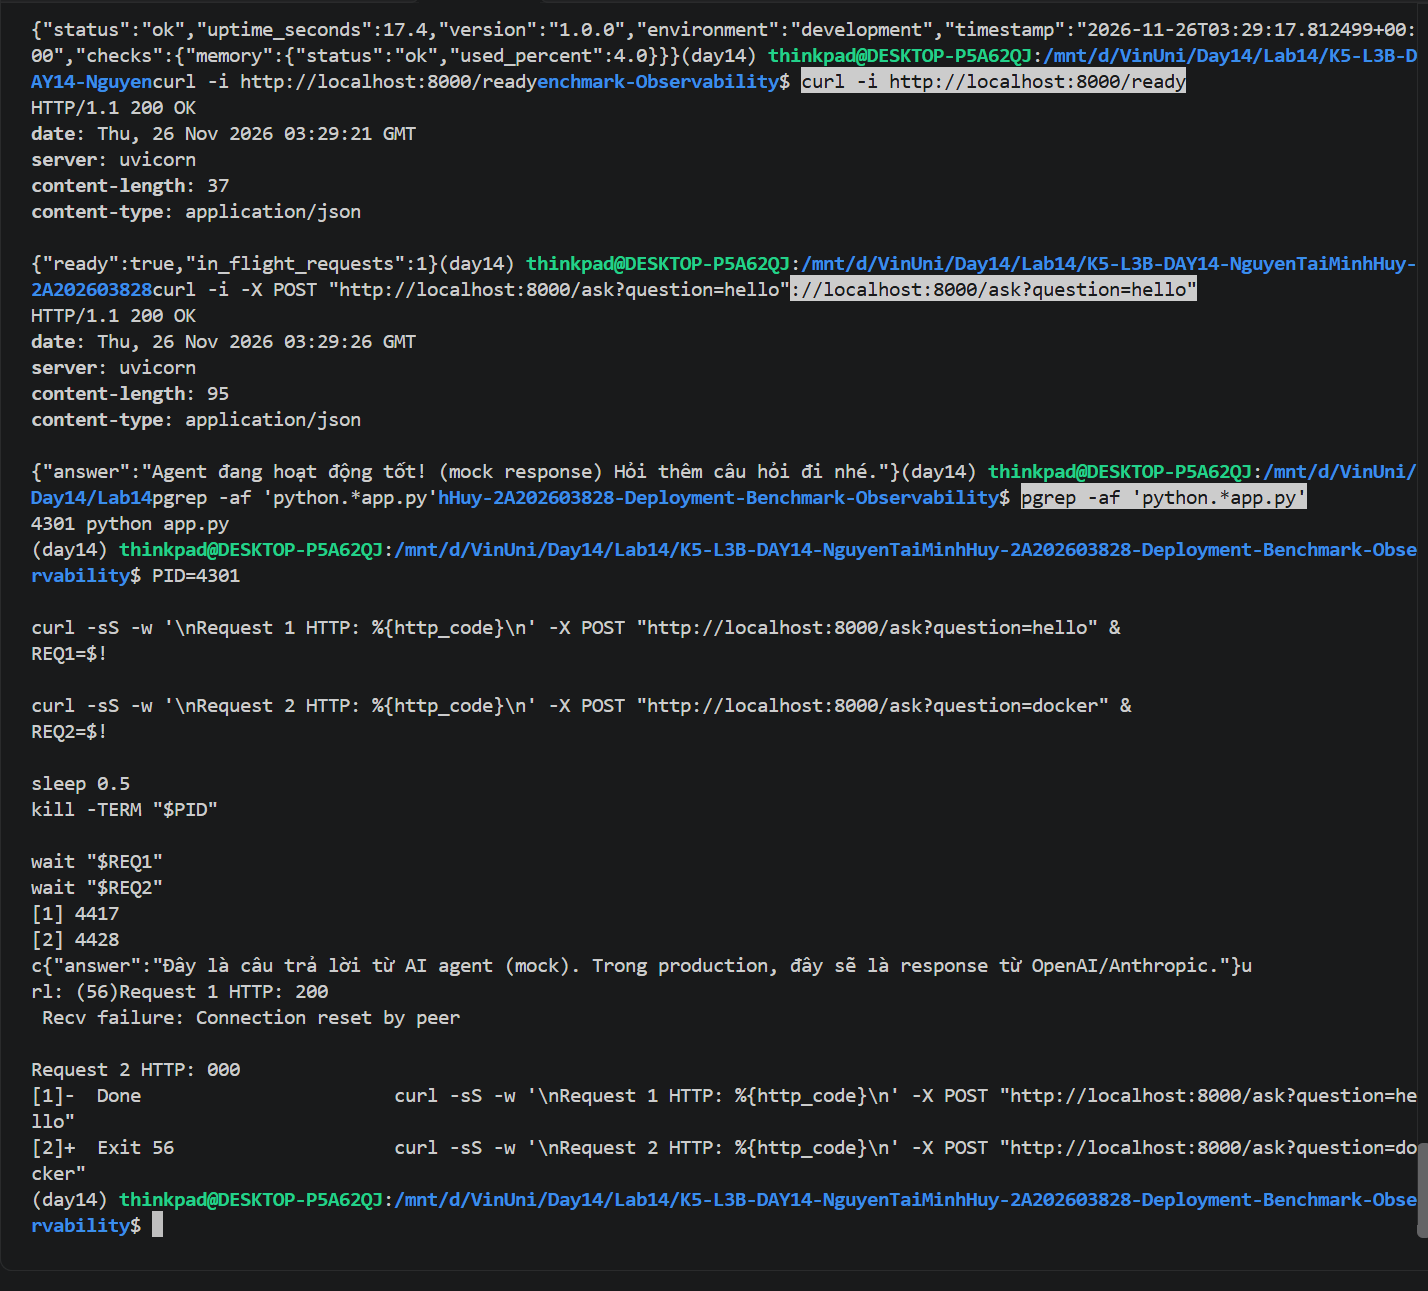 {"status":"ok","uptime_seconds":17.4,"version":"1.0.0","environment":"development","timestamp":"2026-11-26T03:29:17.812499+00:
00","checks":{"memory":{"status":"ok","used_percent":4.0}}}(day14) thinkpad@DESKTOP-P5A62QJ:/mnt/d/VinUni/Day14/Lab14/K5-L3B-D
AY14-Nguyencurl -i http://localhost:8000/readyenchmark-Observability$ curl -i http://localhost:8000/ready
HTTP/1.1 200 OK
date: Thu, 26 Nov 2026 03:29:21 GMT
server: uvicorn
content-length: 37
content-type: application/json
{"ready":true,"in_flight_requests":1}(day14) thinkpad@DESKTOP-P5A62QJ:/mnt/d/VinUni/Day14/Lab14/K5-L3B-DAY14-NguyenTaiMinhHuy-
2A202603828curl -i -X POST "http://localhost:8000/ask?question=hello"://localhost:8000/ask?question=hello"
HTTP/1.1 200 OK
date: Thu, 26 Nov 2026 03:29:26 GMT
server: uvicorn
content-length: 95
content-type: application/json
{"answer":"Agent đang hoạt động tốt! (mock response) Hỏi thêm câu hỏi đi nhé."}(day14) thinkpad@DESKTOP-P5A62QJ:/mnt/d/VinUni/
Day14/Lab14pgrep -af 'python.*app.py'hHuy-2A202603828-Deployment-Benchmark-Observability$ pgrep -af 'python.*app.py'
4301 python app.py
(day14) thinkpad@DESKTOP-P5A62QJ:/mnt/d/VinUni/Day14/Lab14/K5-L3B-DAY14-NguyenTaiMinhHuy-2A202603828-Deployment-Benchmark-Obse
rvability$ PID=4301
curl -sS -w '\nRequest 1 HTTP: %{http_code}\n' -X POST "http://localhost:8000/ask?question=hello" &
REQ1=$!
curl -sS -w '\nRequest 2 HTTP: %{http_code}\n' -X POST "http://localhost:8000/ask?question=docker" &
REQ2=$!
sleep 0.5
kill -TERM "$PID"
wait "$REQ1"
wait "$REQ2"
[1] 4417
[2] 4428
c{"answer":"Đây là câu trả lời từ AI agent (mock). Trong production, đây sẽ là response từ OpenAI/Anthropic."}u
rl: (56)Request 1 HTTP: 200
 Recv failure: Connection reset by peer
Request 2 HTTP: 000
[1]-  Done                       curl -sS -w '\nRequest 1 HTTP: %{http_code}\n' -X POST "http://localhost:8000/ask?question=he
llo"
[2]+  Exit 56                    curl -sS -w '\nRequest 2 HTTP: %{http_code}\n' -X POST "http://localhost:8000/ask?question=do
cker"
(day14) thinkpad@DESKTOP-P5A62QJ:/mnt/d/VinUni/Day14/Lab14/K5-L3B-DAY14-NguyenTaiMinhHuy-2A202603828-Deployment-Benchmark-Obse
rvability$